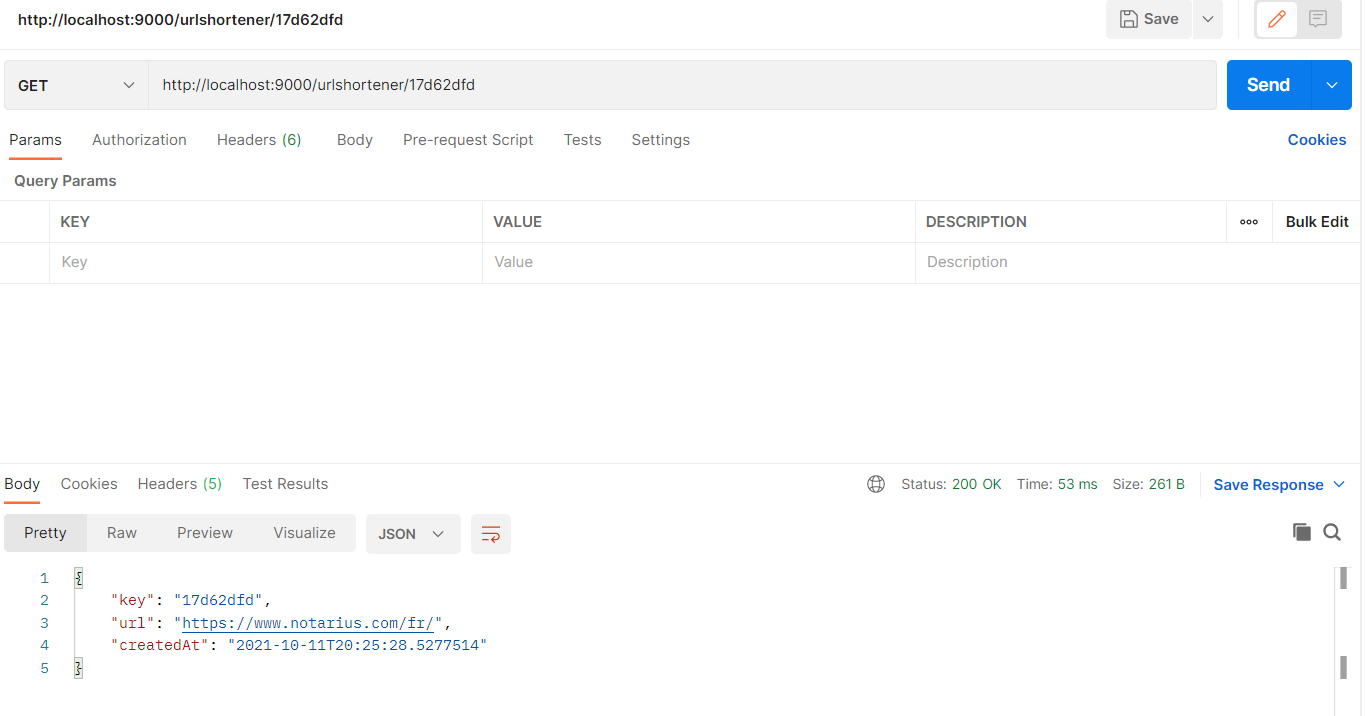 http://localhost:9000/urlshortener/17d62dfd
Save
GET http://localhost:9000/urlshortener/17d62dfd Send
Params Authorization Headers (6) Body Pre-request Script Tests Settings Cookies
Query Params
KEY VALUE DESCRIPTION ooo Bulk Edit
Key Value Description
Body Cookies Headers (5) Test Results Status: 200 OK Time: 53 ms Size: 261 B Save Response
Pretty Raw Preview Visualize JSON
1 {
2 "key": "17d62dfd",
3 "url": "https://www.notarius.com/fr/",
4 "createdAt": "2021-10-11T20:25:28.5277514"
5 }